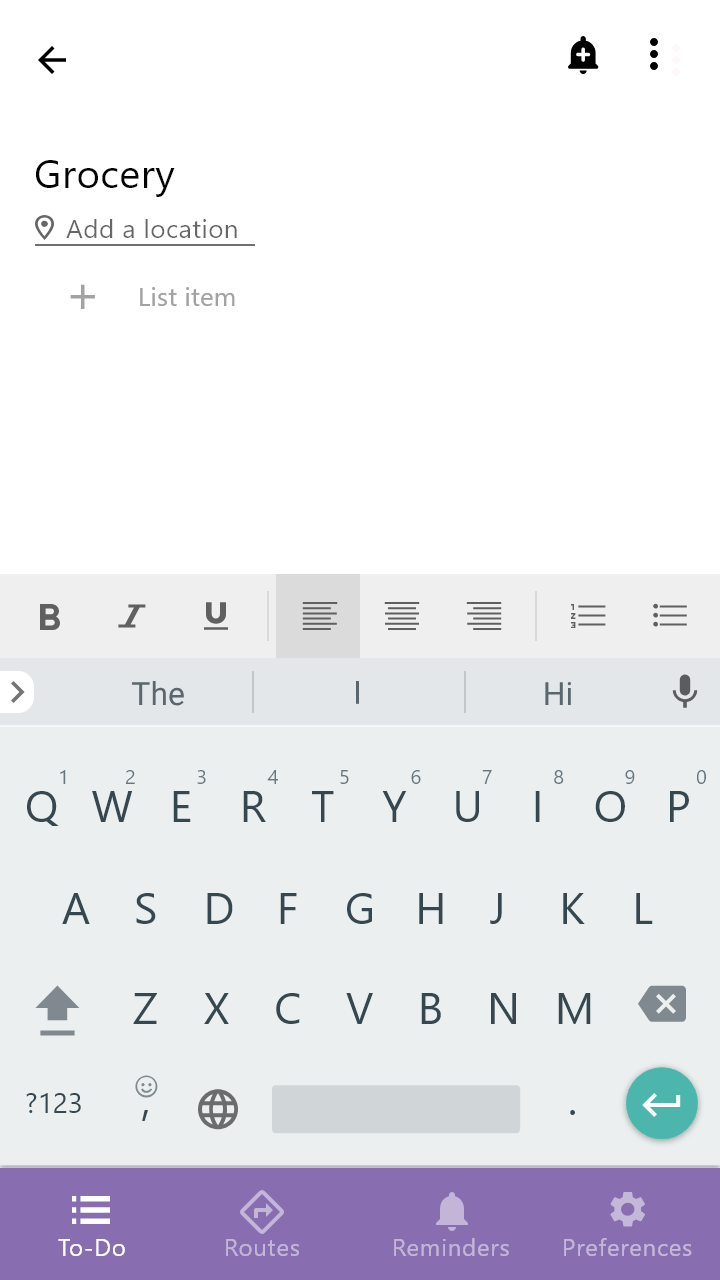 Grocery
Add a location
List item
B I U
The I Hi
1 2 3 4 5 6 7 8 9 0
Q W E R T Y U I O P
A S D F G H J K L
Z X C V B N M
?123 , .
To-Do Routes Reminders Preferences